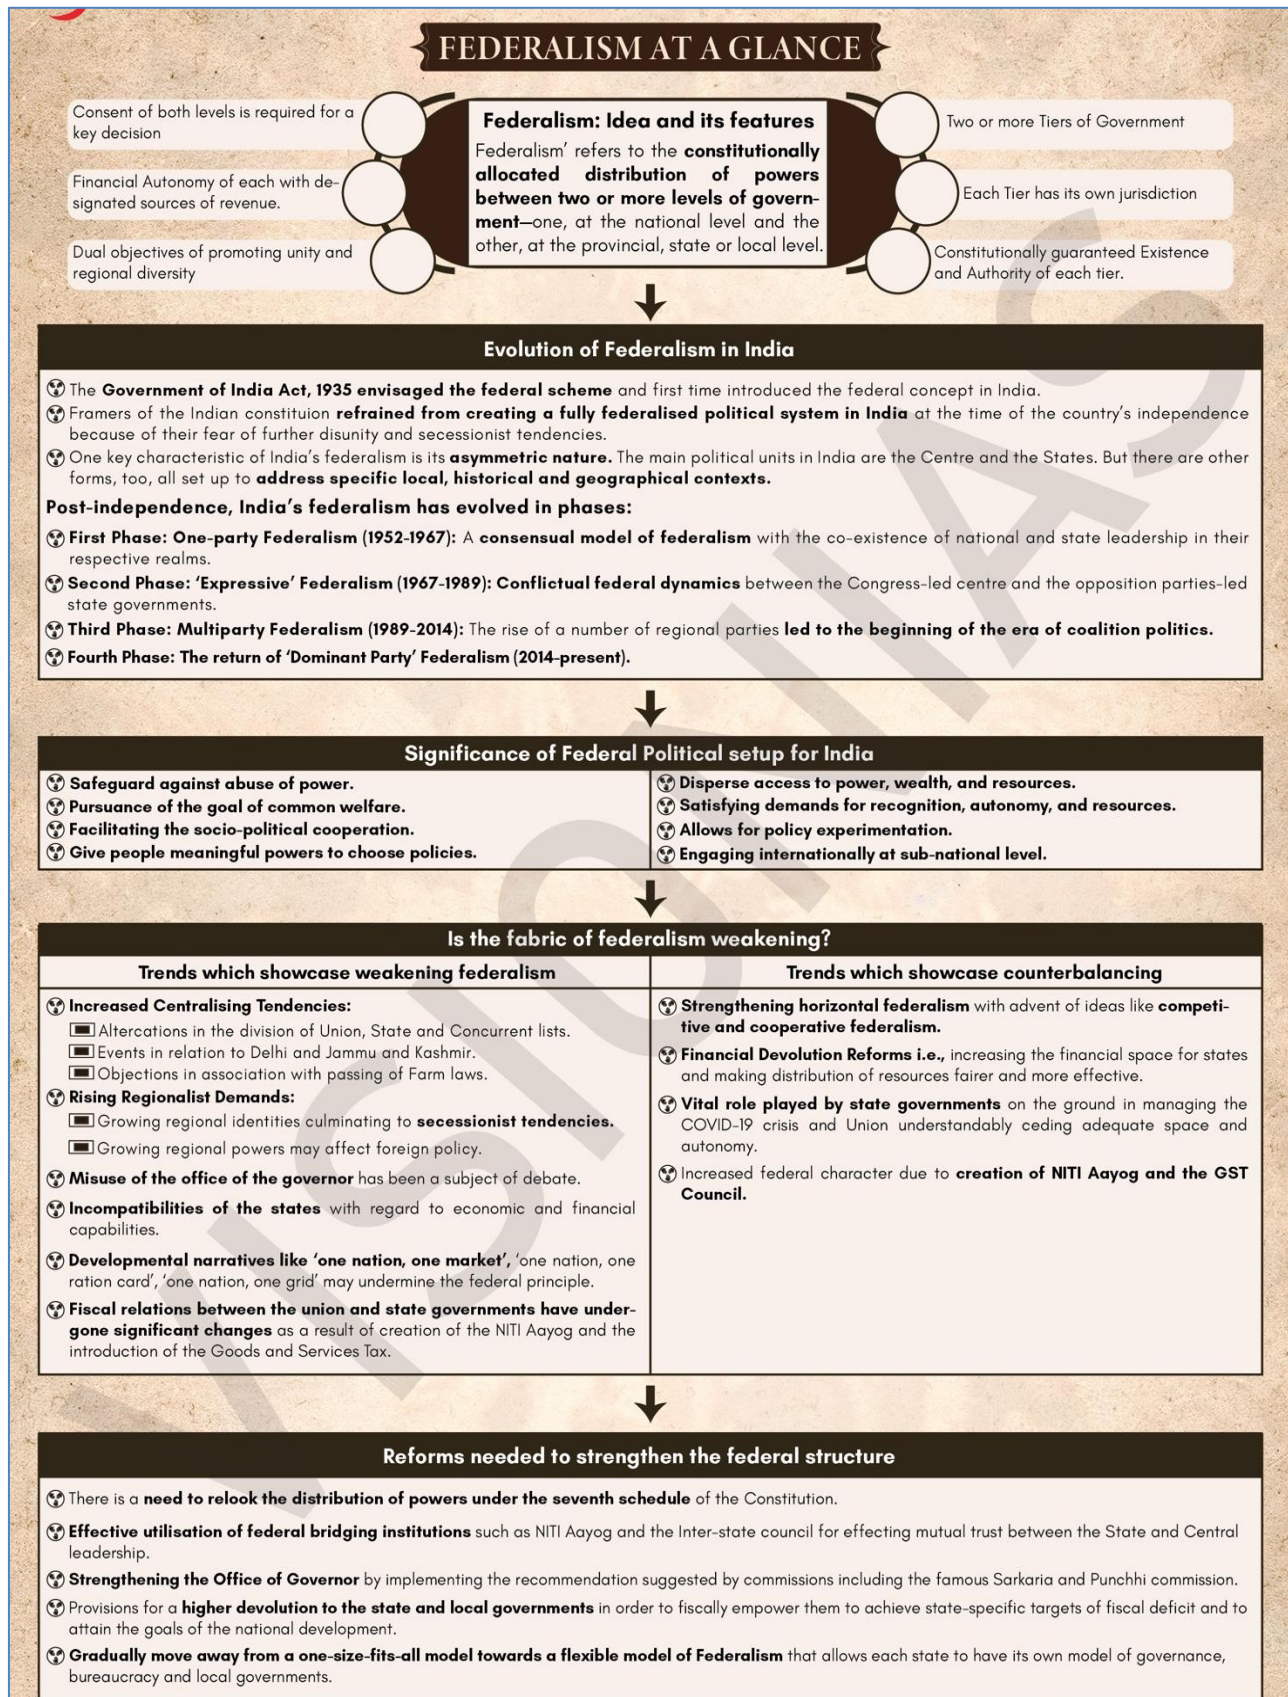 FEDERALISM AT A GLANCE
Consent of both levels is required for a
key decision
Financial Autonomy of each with de-
signated sources of revenue.
Dual objectives of promoting unity and
regional diversity
Federalism: Idea and its features
Federalism’ refers to the constitutionally
allocated distribution of powers
between two or more levels of govern-
ment—one, at the national level and the
other, at the provincial, state or local level.
Two or more Tiers of Government
Each Tier has its own jurisdiction
Constitutionally guaranteed Existence
and Authority of each tier.
Evolution of Federalism in India
The Government of India Act, 1935 envisaged the federal scheme and first time introduced the federal concept in India.
Framers of the Indian constituion refrained from creating a fully federalised political system in India at the time of the country’s independence
because of their fear of further disunity and secessionist tendencies.
One key characteristic of India’s federalism is its asymmetric nature. The main political units in India are the Centre and the States. But there are other
forms, too, all set up to address specific local, historical and geographical contexts.
Post-independence, India’s federalism has evolved in phases:
First Phase: One-party Federalism (1952-1967): A consensual model of federalism with the co-existence of national and state leadership in their
respective realms.
Second Phase: ‘Expressive’ Federalism (1967-1989): Conflictual federal dynamics between the Congress-led centre and the opposition parties-led
state governments.
Third Phase: Multiparty Federalism (1989-2014): The rise of a number of regional parties led to the beginning of the era of coalition politics.
Fourth Phase: The return of ‘Dominant Party’ Federalism (2014-present).
Significance of Federal Political setup for India
Safeguard against abuse of power.
Pursuance of the goal of common welfare.
Facilitating the socio-political cooperation.
Give people meaningful powers to choose policies.
Disperse access to power, wealth, and resources.
Satisfying demands for recognition, autonomy, and resources.
Allows for policy experimentation.
Engaging internationally at sub-national level.
Is the fabric of federalism weakening?
Trends which showcase weakening federalism
Increased Centralising Tendencies:
Altercations in the division of Union, State and Concurrent lists.
Events in relation to Delhi and Jammu and Kashmir.
Objections in association with passing of Farm laws.
Rising Regionalist Demands:
Growing regional identities culminating to secessionist tendencies.
Growing regional powers may affect foreign policy.
Misuse of the office of the governor has been a subject of debate.
Incompatibilities of the states with regard to economic and financial
capabilities.
Developmental narratives like ‘one nation, one market’, ‘one nation, one
ration card’, ‘one nation, one grid’ may undermine the federal principle.
Fiscal relations between the union and state governments have under-
gone significant changes as a result of creation of the NITI Aayog and the
introduction of the Goods and Services Tax.
Trends which showcase counterbalancing
Strengthening horizontal federalism with advent of ideas like competi-
tive and cooperative federalism.
Financial Devolution Reforms i.e., increasing the financial space for states
and making distribution of resources fairer and more effective.
Vital role played by state governments on the ground in managing the
COVID-19 crisis and Union understandably ceding adequate space and
autonomy.
Increased federal character due to creation of NITI Aayog and the GST
Council.
Reforms needed to strengthen the federal structure
There is a need to relook the distribution of powers under the seventh schedule of the Constitution.
Effective utilisation of federal bridging institutions such as NITI Aayog and the Inter-state council for effecting mutual trust between the State and Central
leadership.
Strengthening the Office of Governor by implementing the recommendation suggested by commissions including the famous Sarkaria and Punchhi commission.
Provisions for a higher devolution to the state and local governments in order to fiscally empower them to achieve state-specific targets of fiscal deficit and to
attain the goals of the national development.
Gradually move away from a one-size-fits-all model towards a flexible model of Federalism that allows each state to have its own model of governance,
bureaucracy and local governments.
VISIONIAS